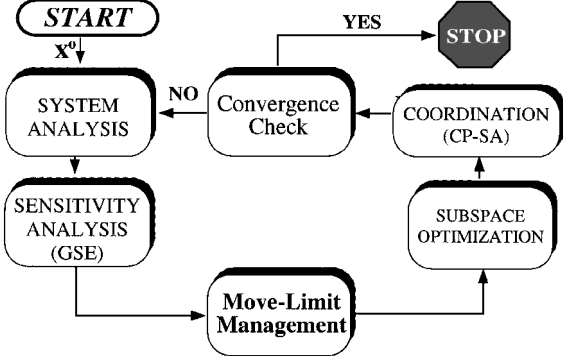 START
X⁰
SYSTEM
ANALYSIS
SENSITIVITY
ANALYSIS
(GSE)
Move-Limit
Management
SUBSPACE
OPTIMIZATION
COORDINATION
(CP-SA)
Convergence
Check
NO
YES
STOP